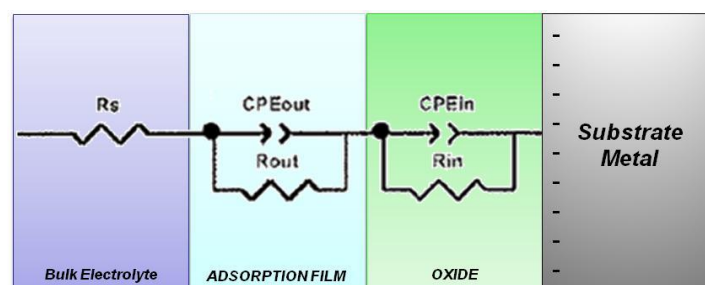 Rs
CPEout
CPEin
Rout
Rin
Substrate
Metal
Bulk Electrolyte
ADSORPTION FILM
OXIDE